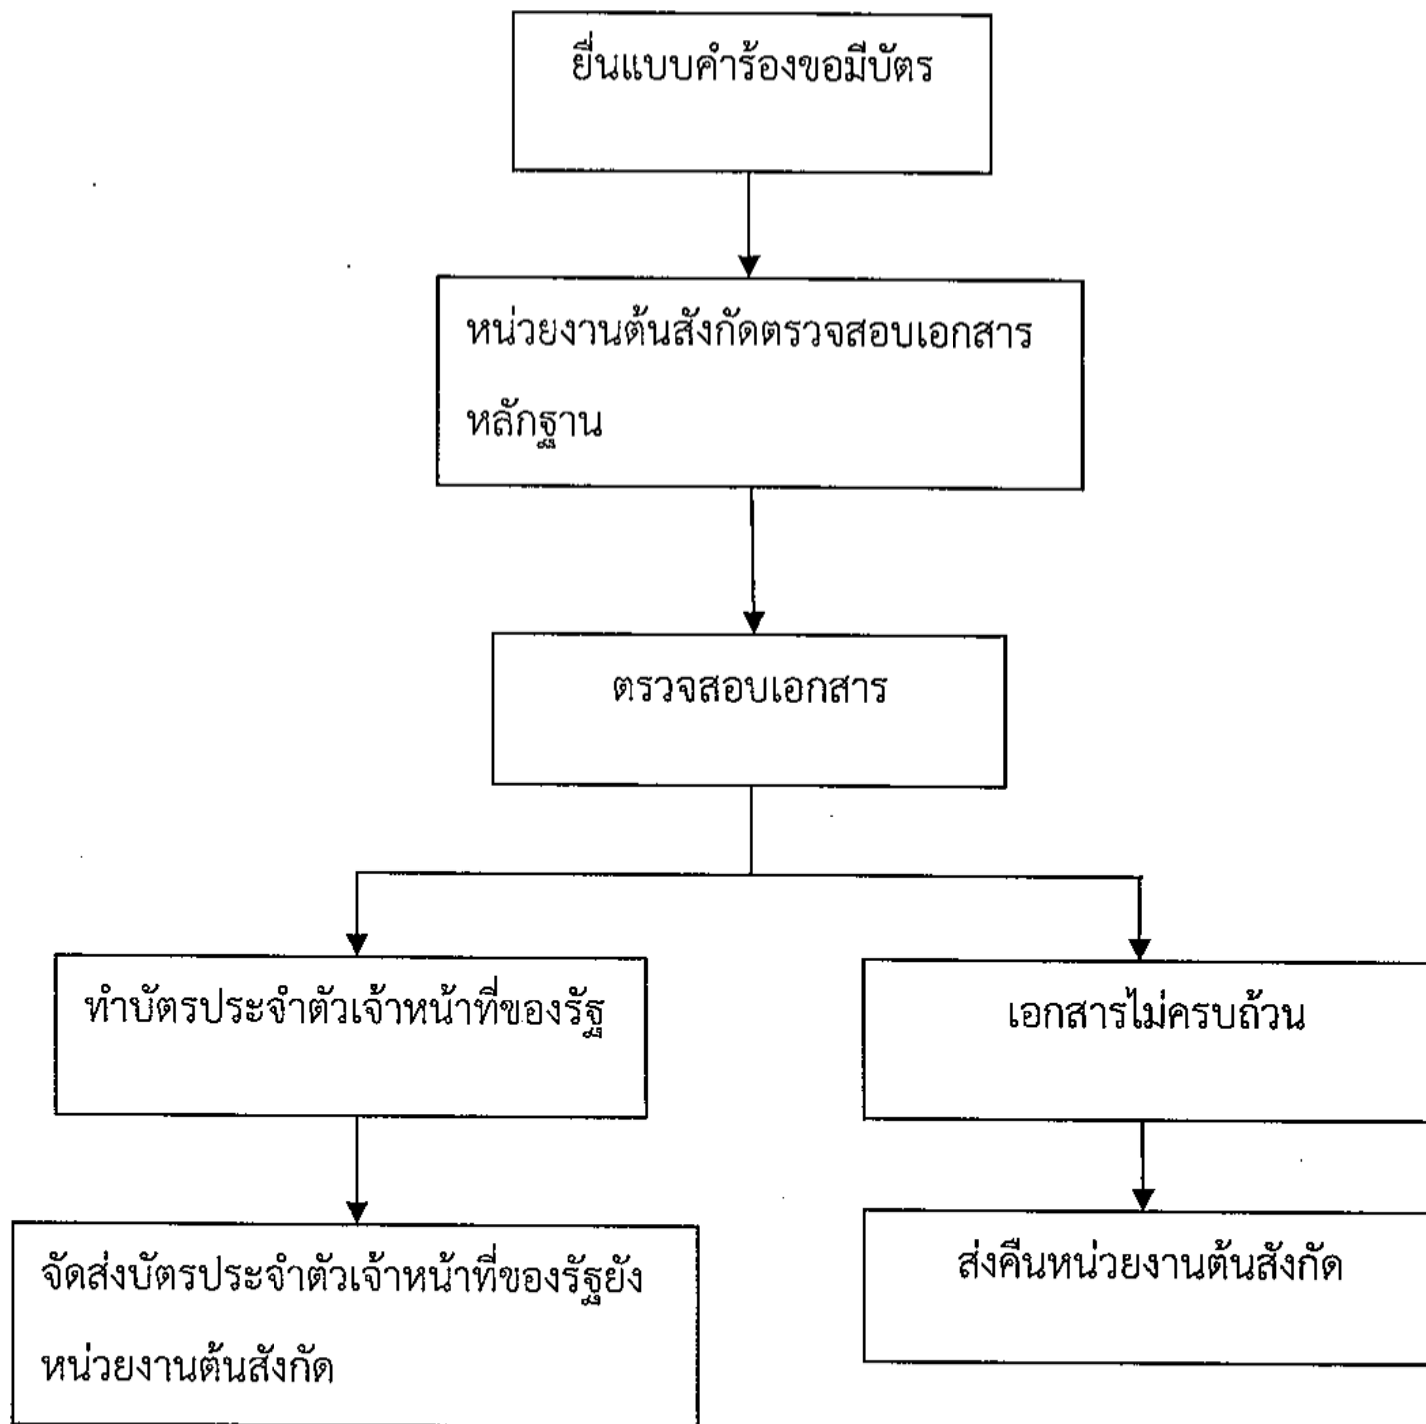 ยื่นแบบคำร้องขอมีบัตร
หน่วยงานต้นสังกัดตรวจสอบเอกสาร
หลักฐาน
ตรวจสอบเอกสาร
ทำบัตรประจำตัวเจ้าหน้าที่ของรัฐ
เอกสารไม่ครบถ้วน
จัดส่งบัตรประจำตัวเจ้าหน้าที่ของรัฐยัง
หน่วยงานต้นสังกัด
ส่งคืนหน่วยงานต้นสังกัด